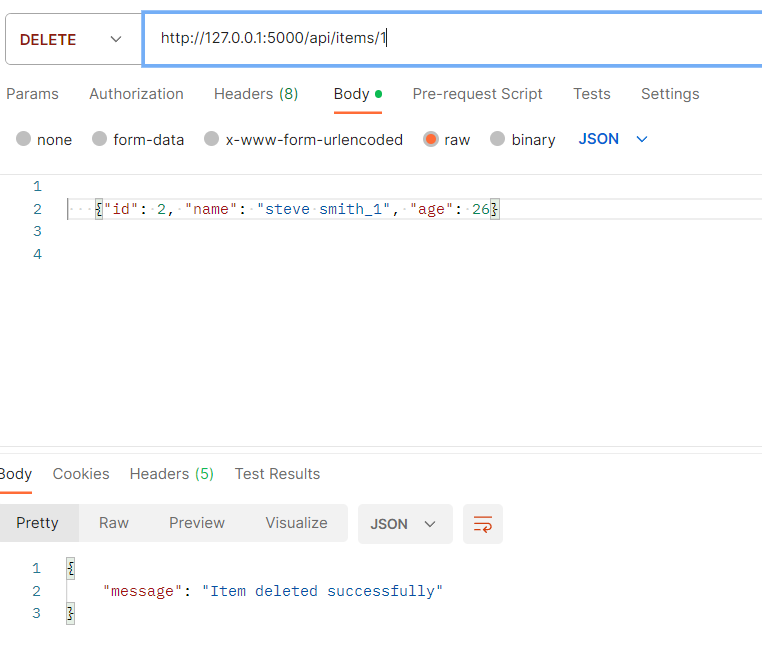 DELETE http://127.0.0.1:5000/api/items/1
Params Authorization Headers (8) Body Pre-request Script Tests Settings
none form-data x-www-form-urlencoded raw binary JSON
1
2 {"id": 2, "name": "steve smith_1", "age": 26}
3
4
Body Cookies Headers (5) Test Results
Pretty Raw Preview Visualize JSON
1 {
2 "message": "Item deleted successfully"
3 }